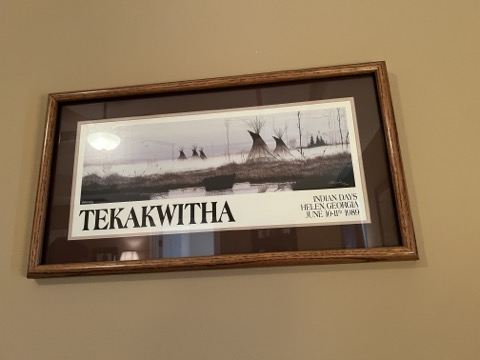 TEKAKWITHA
INDIAN DAYS
HELEN, GEORGIA
JUNE 10-11th 1989